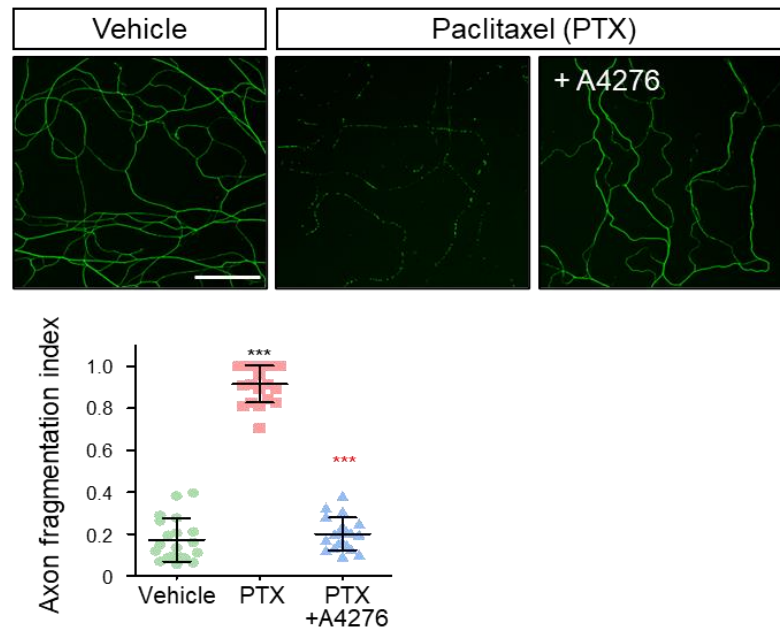 Vehicle
Paclitaxel (PTX)
+ A4276
Axon fragmentation index
1.0
0.8
0.6
0.4
0.2
0
***
***
Vehicle
PTX
PTX
+A4276